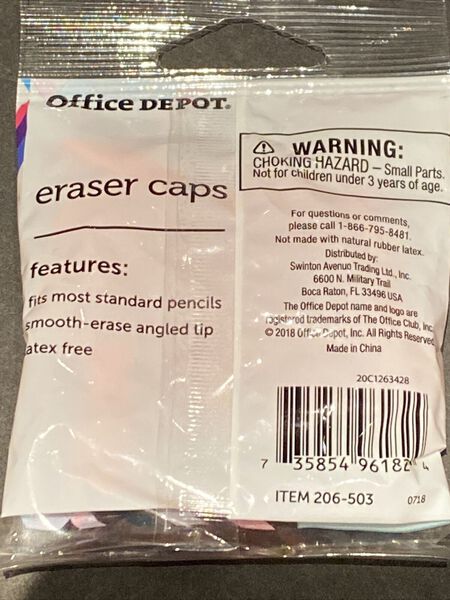 Office DEPOT®
eraser caps
features:
fits most standard pencils
smooth-erase angled tip
latex free
⚠ WARNING:
CHOKING HAZARD – Small Parts.
Not for children under 3 years of age.
For questions or comments,
please call 1-866-795-8481.
Not made with natural rubber latex.
Distributed by:
Swinton Avenue Trading Ltd., Inc.
6600 N. Military Trail
Boca Raton, FL 33496 USA
The Office Depot name and logo are
registered trademarks of The Office Club, Inc.
© 2018 Office Depot, Inc. All Rights Reserved.
Made in China
20C1263428
7 35854 96182 4
ITEM 206-503
0718